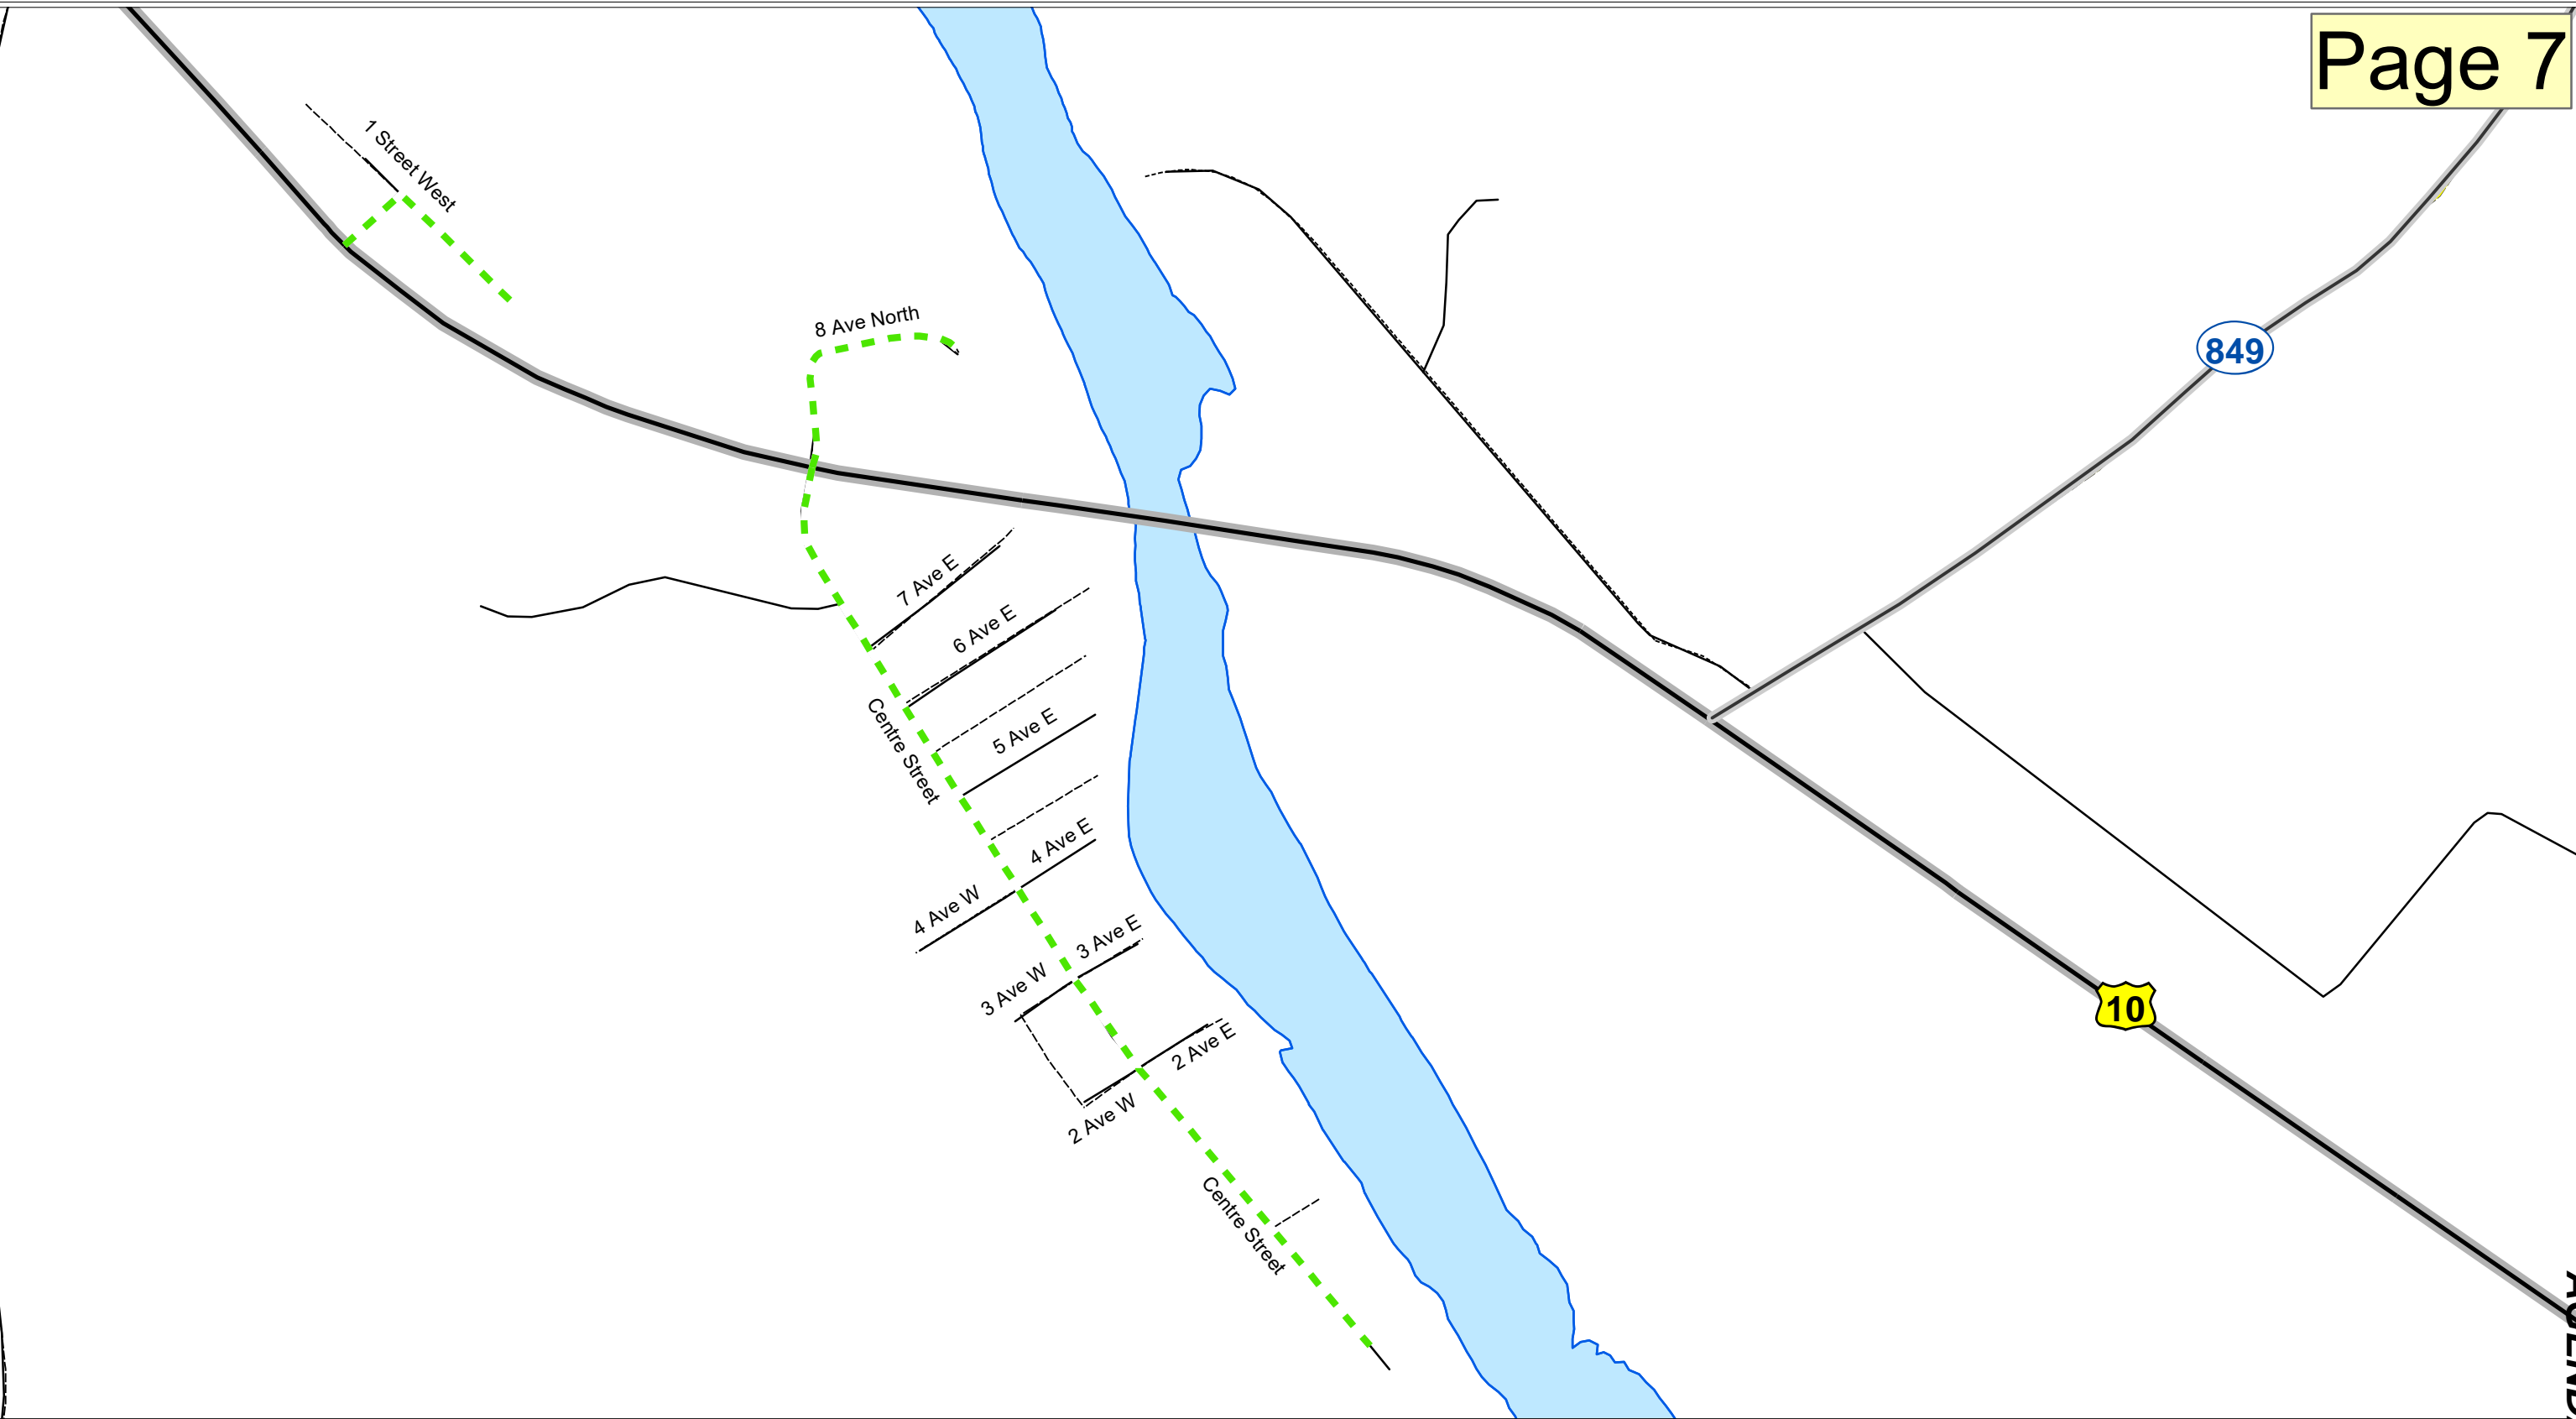 Page 7
1 Street West
8 Ave North
849
7 Ave E
6 Ave E
Centre Street
5 Ave E
4 Ave E
4 Ave W
3 Ave E
3 Ave W
10
2 Ave E
2 Ave W
Centre Street